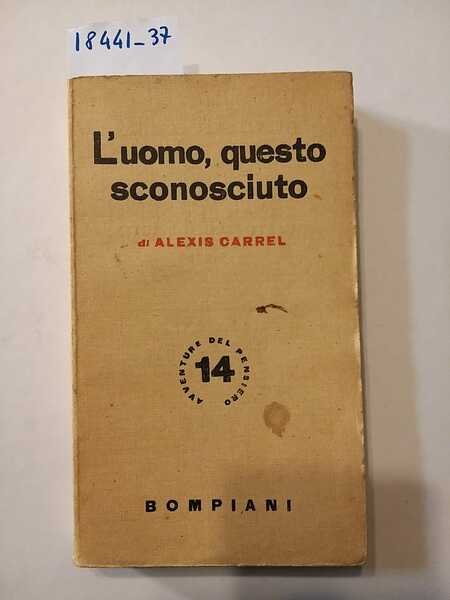 18441-37
L'uomo, questo
sconosciuto
di ALEXIS CARREL
AVVENTURE DEL PENSIERO
14
BOMPIANI